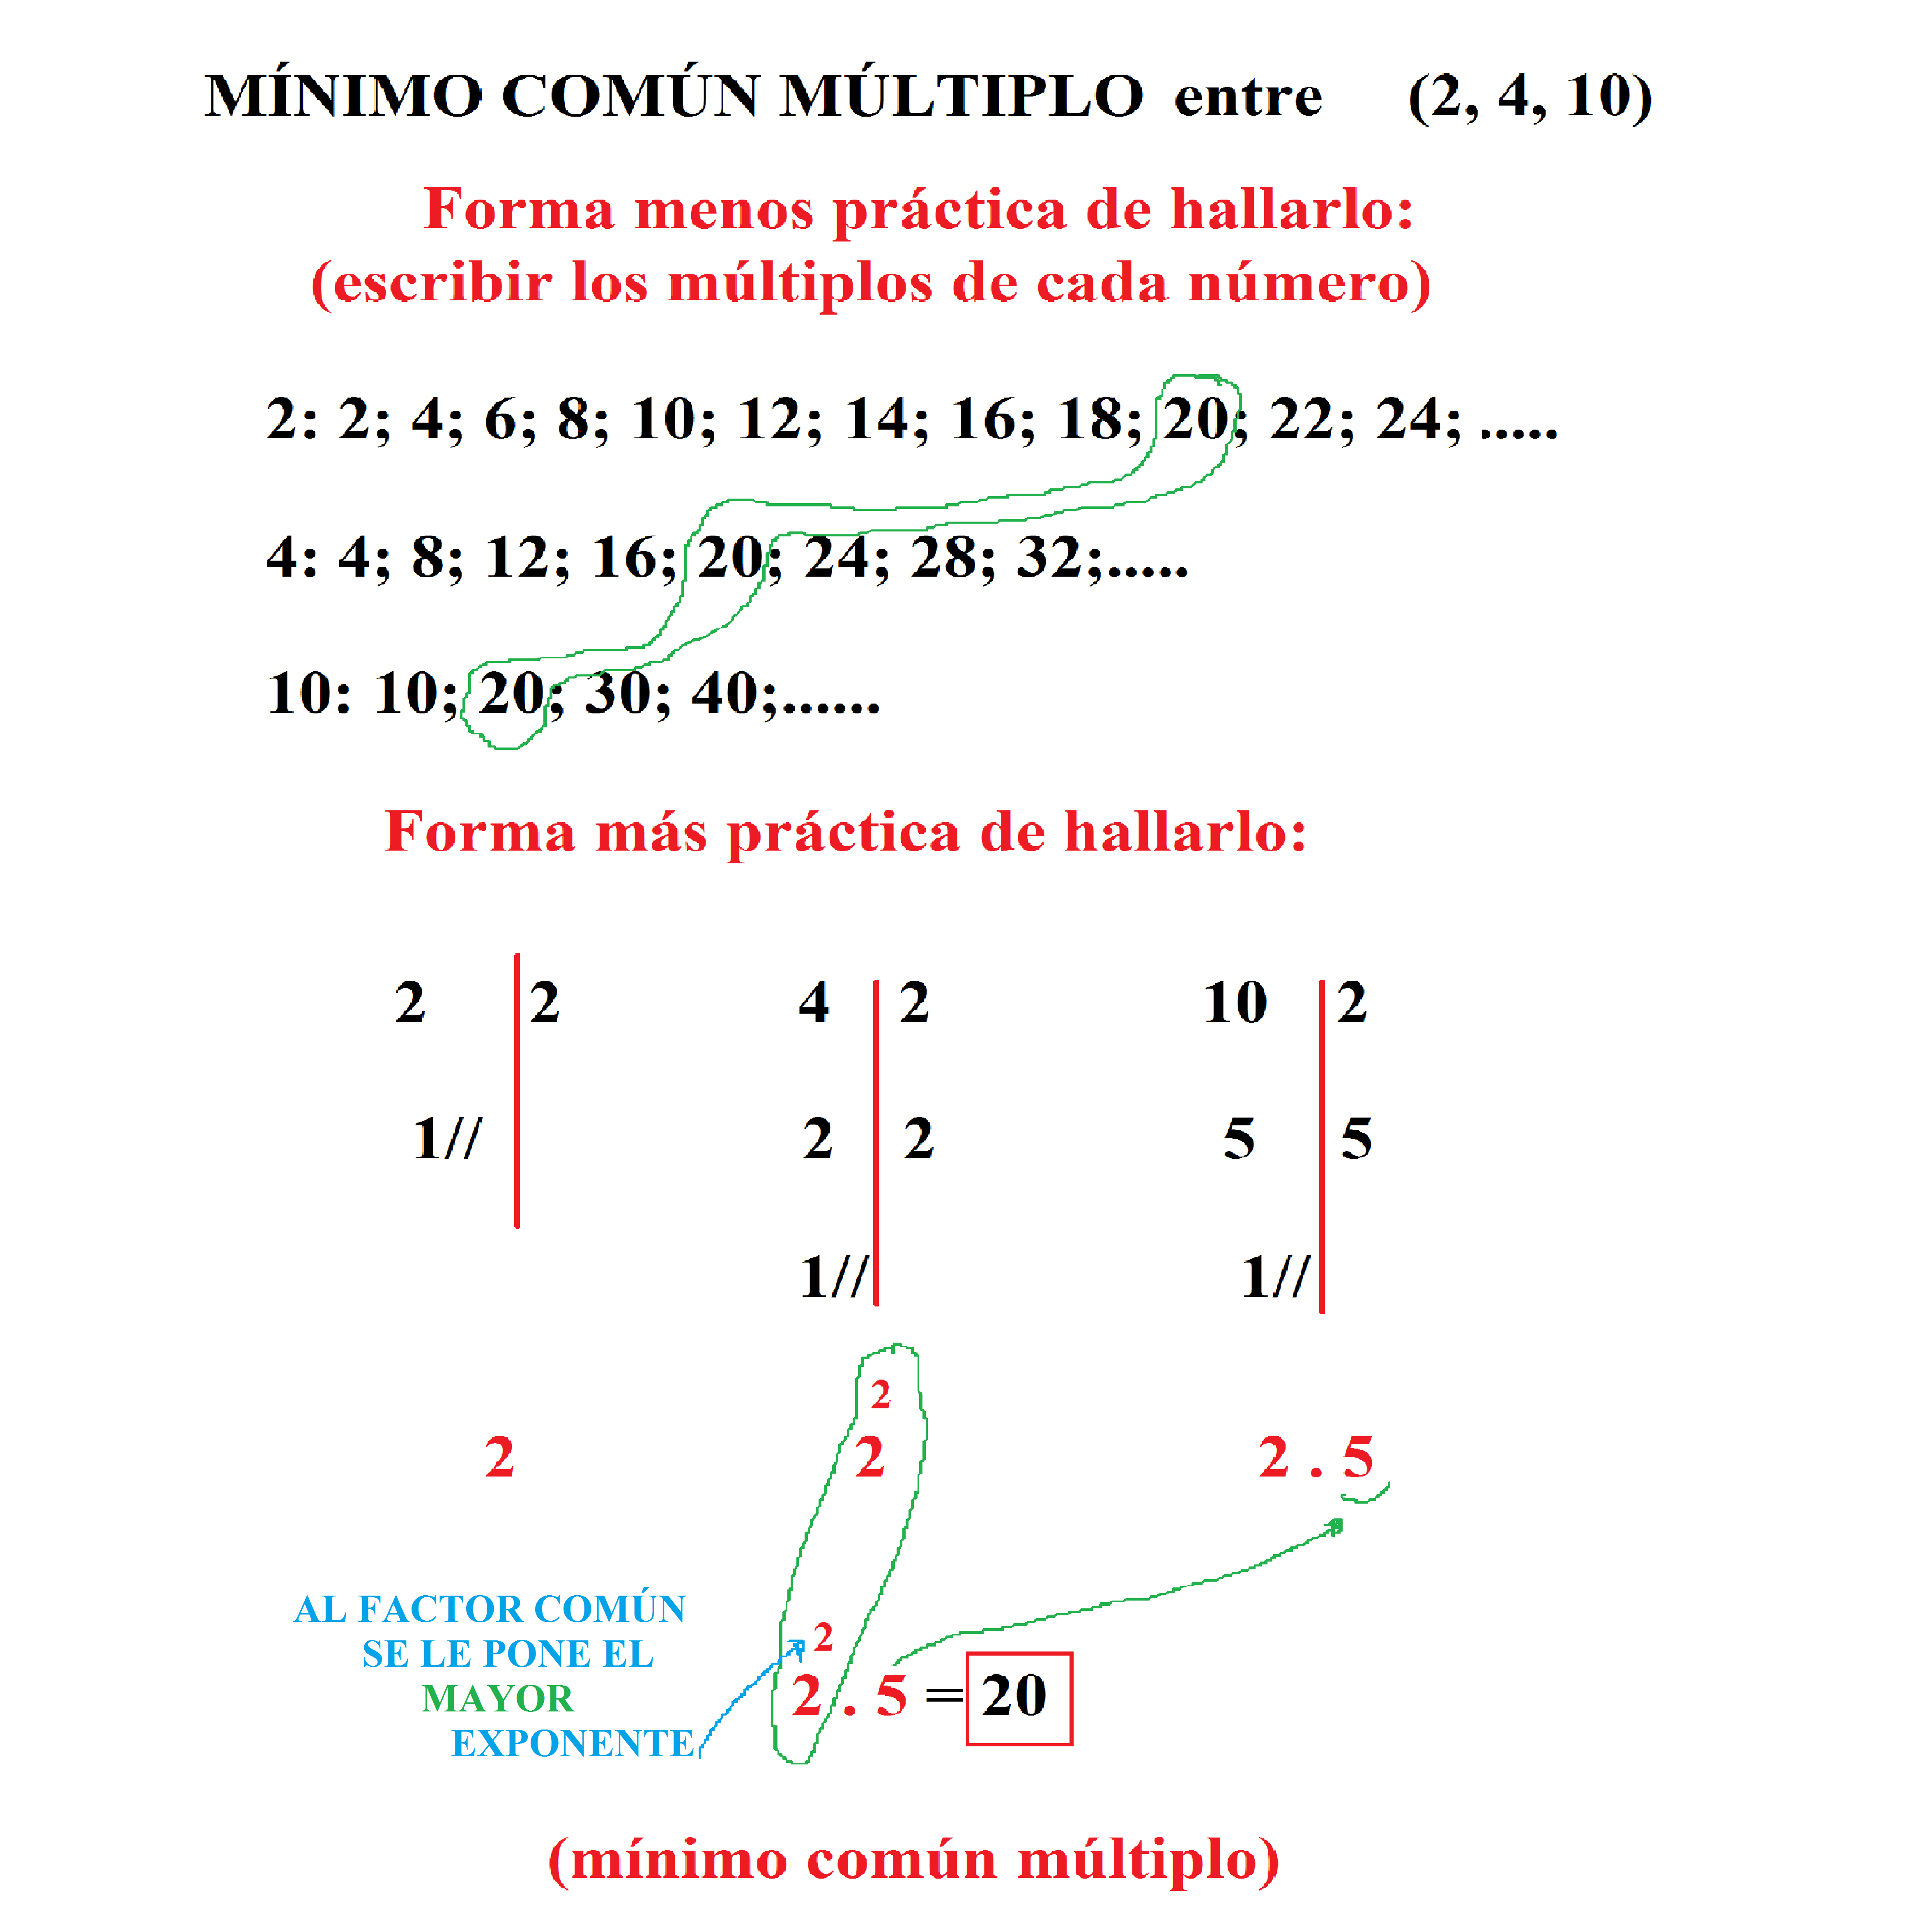 MÍNIMO COMÚN MÚLTIPLO entre (2, 4, 10)
Forma menos práctica de hallarlo:
(escribir los múltiplos de cada número)
2: 2; 4; 6; 8; 10; 12; 14; 16; 18; 20; 22; 24; .....
4: 4; 8; 12; 16; 20; 24; 28; 32;.....
10: 10; 20; 30; 40;......
Forma más práctica de hallarlo:
2 2 4 2 10 2
1// 2 2 5 5
1// 1//
2
2 2 2 . 5
AL FACTOR COMÚN
SE LE PONE EL
MAYOR
EXPONENTE
2
2 . 5 = 20
(mínimo común múltiplo)